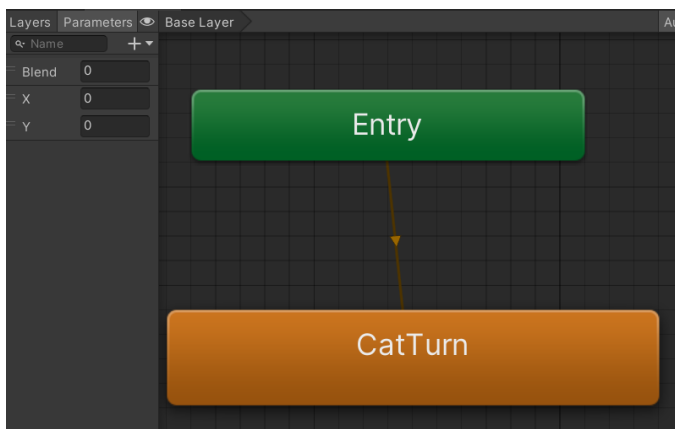 Layers Parameters Base Layer Au
Name
Blend 0
X 0
Y 0
Entry
CatTurn